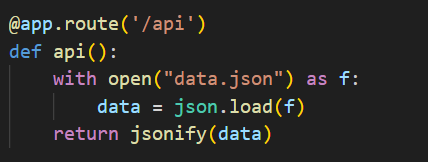 @app.route('/api')
def api():
    with open("data.json") as f:
        data = json.load(f)
    return jsonify(data)